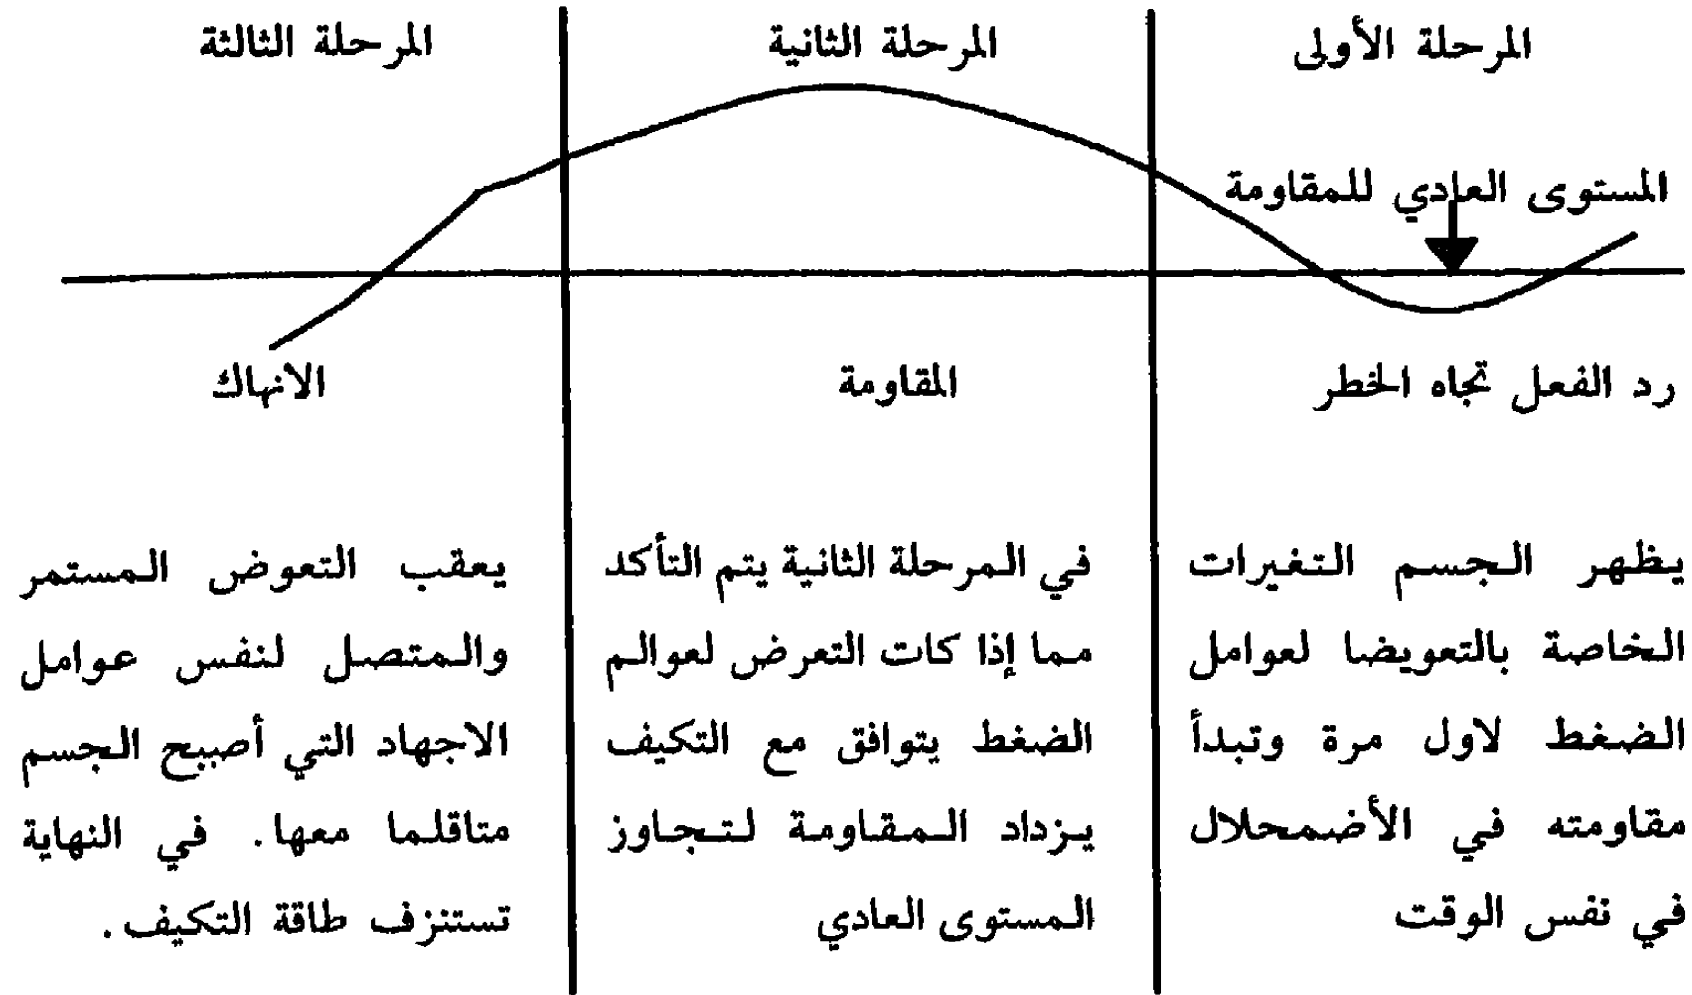 المرحلة الأولى
المرحلة الثانية
المرحلة الثالثة
المستوى العادي للمقاومة
رد الفعل تجاه الخطر
المقاومة
الانهاك
يظهر الجسم التغيرات
الخاصة بالتعويضا لعوامل
الضغط لاول مرة وتبدأ
مقاومته في الأضمحلال
في نفس الوقت
في المرحلة الثانية يتم التأكد
مما إذا كات التعرض لعوالم
الضغط يتوافق مع التكيف
يزداد المقاومة لتجاوز
المستوى العادي
يعقب التعوض المستمر
والمتصل لنفس عوامل
الاجهاد التي أصببح الجسم
متاقلما معها. في النهاية
تستنزف طاقة التكيف.